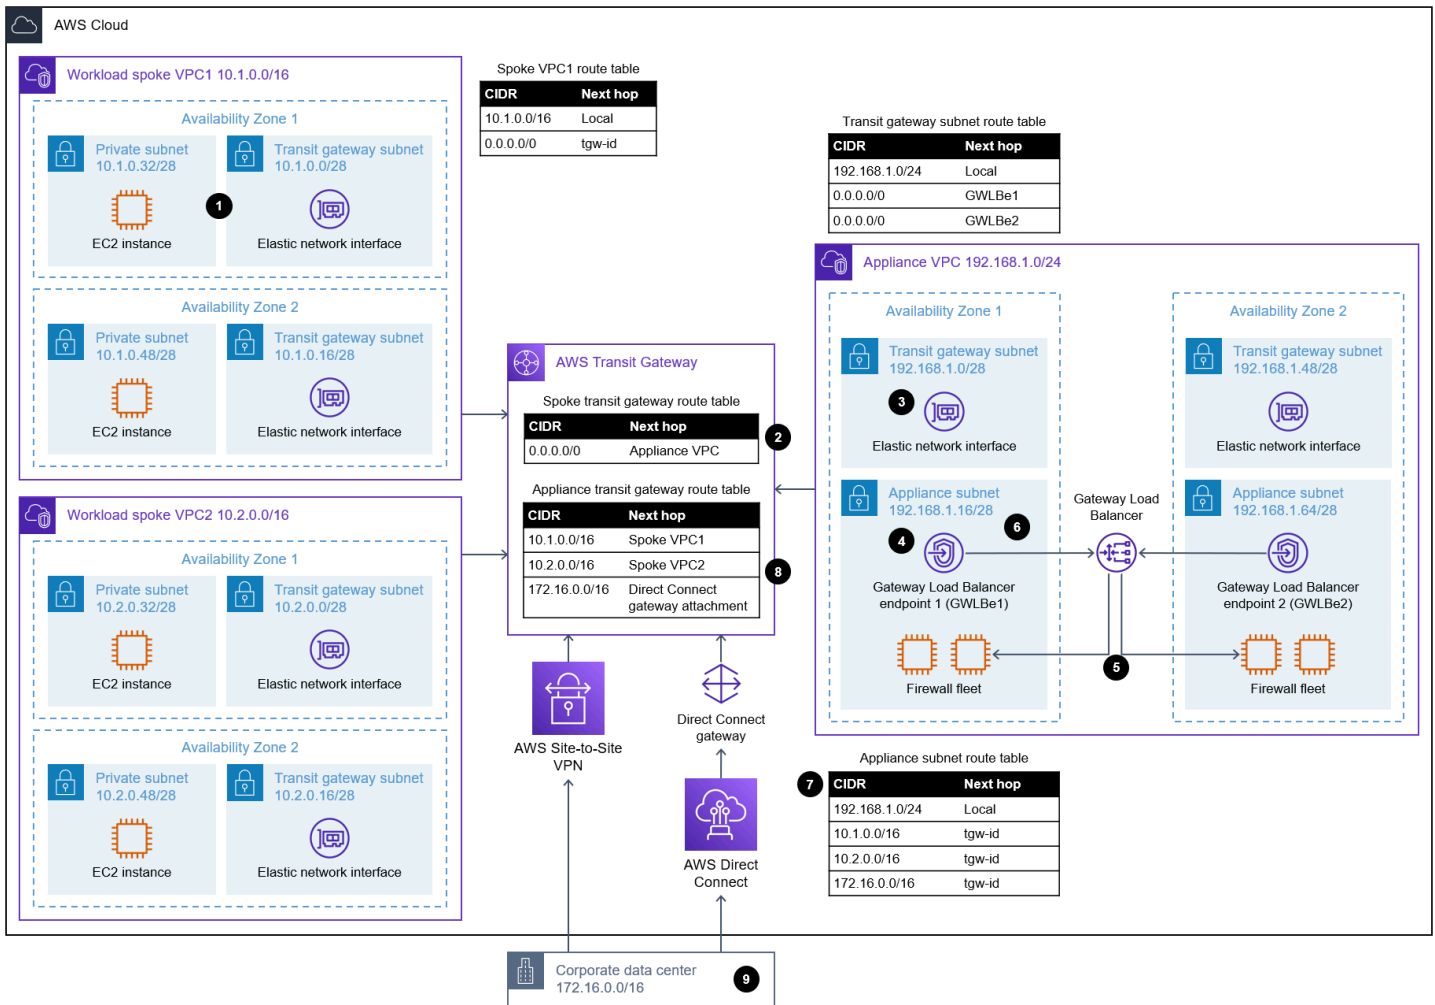 AWS Cloud
Workload spoke VPC1 10.1.0.0/16
Availability Zone 1
Private subnet
10.1.0.32/28
EC2 instance
1
Transit gateway subnet
10.1.0.0/28
Elastic network interface
Availability Zone 2
Private subnet
10.1.0.48/28
EC2 instance
Transit gateway subnet
10.1.0.16/28
Elastic network interface
Workload spoke VPC2 10.2.0.0/16
Availability Zone 1
Private subnet
10.2.0.32/28
EC2 instance
Transit gateway subnet
10.2.0.0/28
Elastic network interface
Availability Zone 2
Private subnet
10.2.0.48/28
EC2 instance
Transit gateway subnet
10.2.0.16/28
Elastic network interface
Spoke VPC1 route table
CIDR Next hop
10.1.0.0/16 Local
0.0.0.0/0 tgw-id
AWS Transit Gateway
Spoke transit gateway route table
CIDR Next hop
0.0.0.0/0 Appliance VPC
2
Appliance transit gateway route table
CIDR Next hop
10.1.0.0/16 Spoke VPC1
10.2.0.0/16 Spoke VPC2
172.16.0.0/16 Direct Connect
gateway attachment
8
AWS Site-to-Site
VPN
Direct Connect
gateway
AWS Direct
Connect
Corporate data center
172.16.0.0/16
9
Transit gateway subnet route table
CIDR Next hop
192.168.1.0/24 Local
0.0.0.0/0 GWLBe1
0.0.0.0/0 GWLBe2
Appliance VPC 192.168.1.0/24
Availability Zone 1
Transit gateway subnet
192.168.1.0/28
3
Elastic network interface
Appliance subnet
192.168.1.16/28
4
6
Gateway Load Balancer
endpoint 1 (GWLBe1)
Firewall fleet
Gateway Load
Balancer
5
Availability Zone 2
Transit gateway subnet
192.168.1.48/28
Elastic network interface
Appliance subnet
192.168.1.64/28
Gateway Load Balancer
endpoint 2 (GWLBe2)
Firewall fleet
Appliance subnet route table
7
CIDR Next hop
192.168.1.0/24 Local
10.1.0.0/16 tgw-id
10.2.0.0/16 tgw-id
172.16.0.0/16 tgw-id